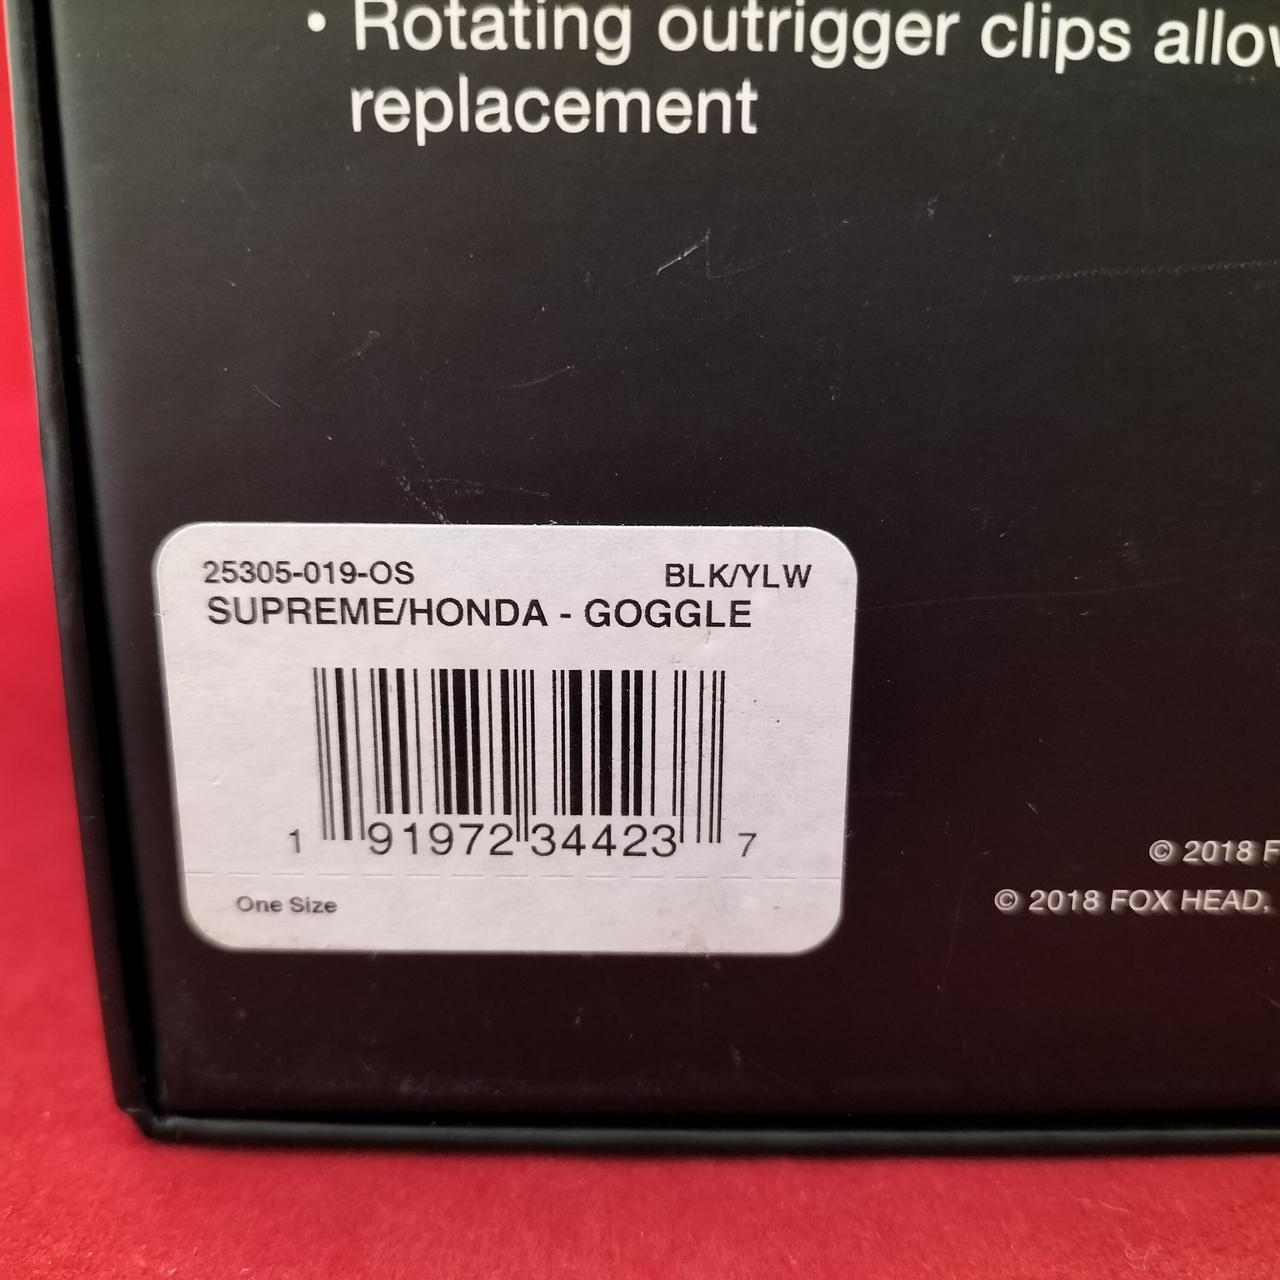 • Rotating outrigger clips
replacement
25305-019-OS BLK/YLW
SUPREME/HONDA - GOGGLE
1 91972 34423 7
One Size
© 2018
© 2018 FOX HEAD,